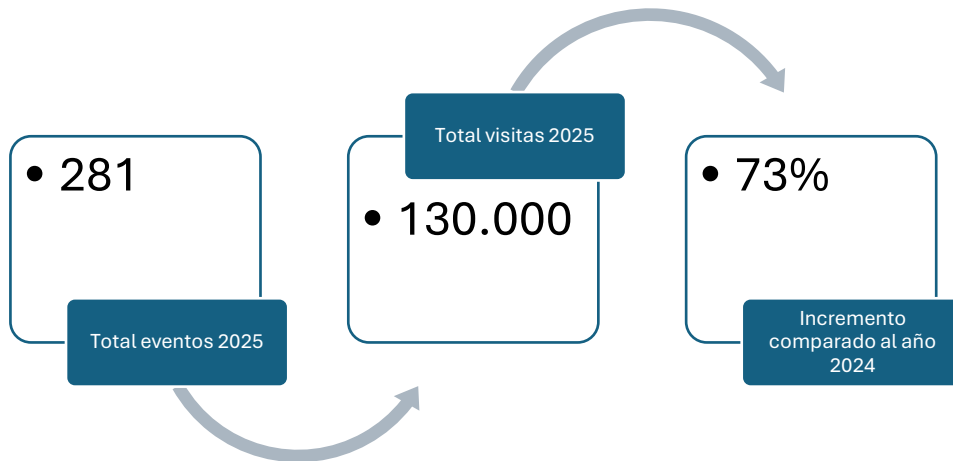 • 281
Total eventos 2025
Total visitas 2025
• 130.000
• 73%
Incremento
comparado al año
2024